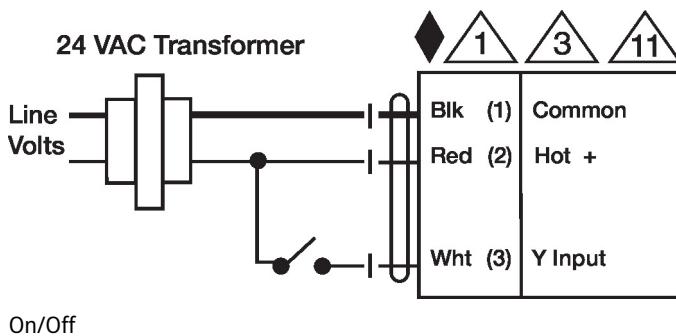 24 VAC Transformer
1 3 11
Line
Volts
Blk (1) Common
Red (2) Hot +
Wht (3) Y Input
On/Off